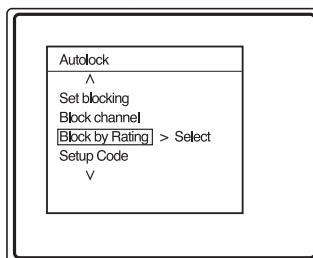 Autolock
Set blocking
Block channel
Block by Rating > Select
Setup Code